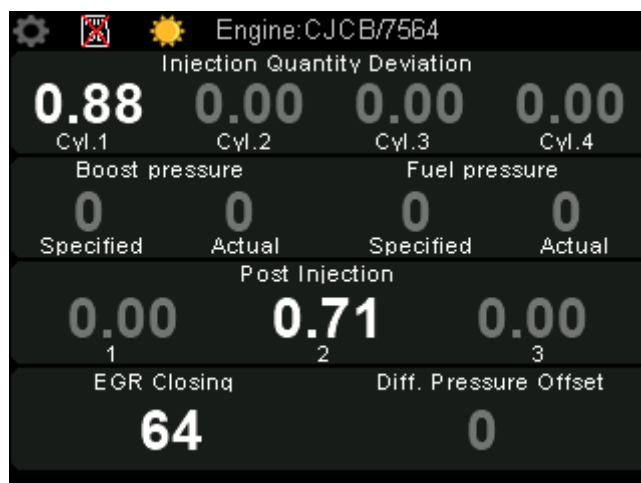 Engine:CJCB/7564
Injection Quantity Deviation
0.88 0.00 0.00 0.00
Cyl.1 Cyl.2 Cyl.3 Cyl.4
Boost pressure Fuel pressure
0 0 0 0
Specified Actual Specified Actual
Post Injection
0.00 0.71 0.00
1 2 3
EGR Closing Diff. Pressure Offset
64 0